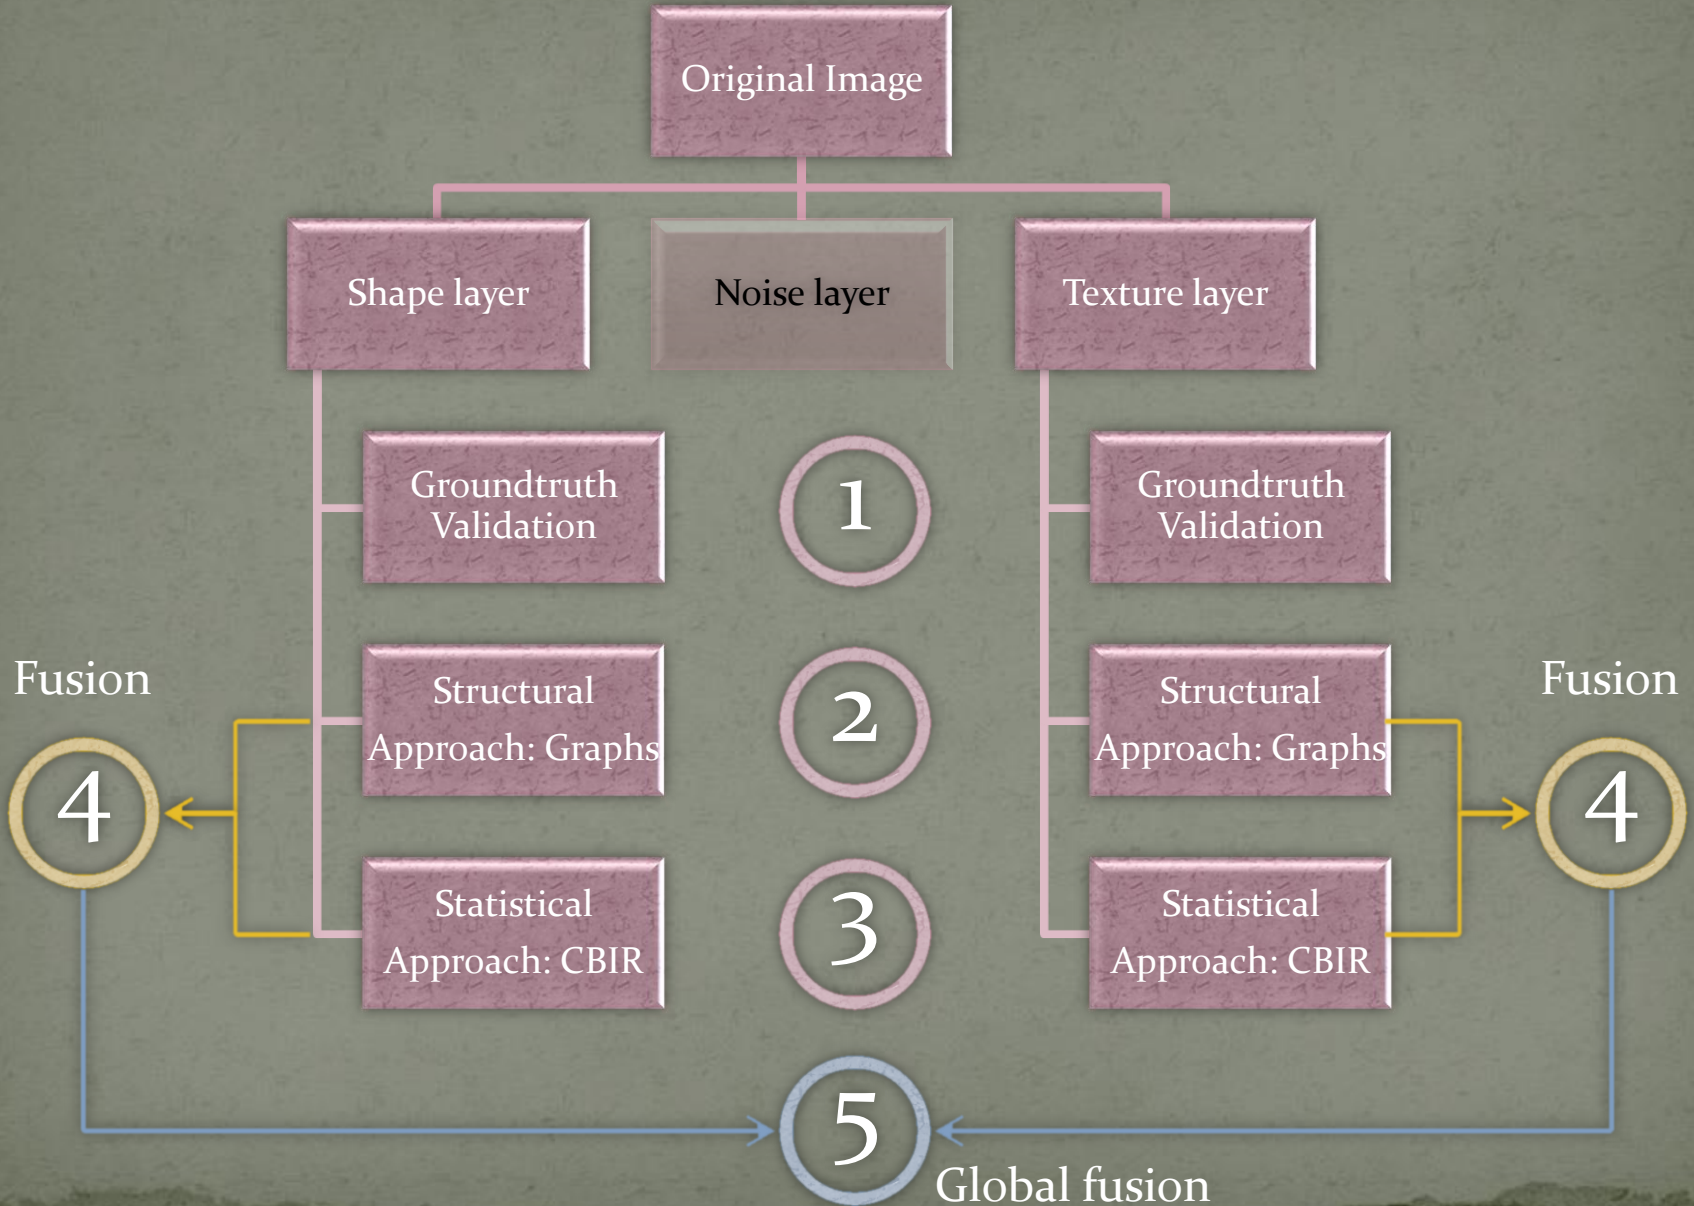 Original Image
Shape layer
Noise layer
Texture layer
Groundtruth
Validation
1
Groundtruth
Validation
Fusion
Structural
Approach: Graphs
2
Structural
Approach: Graphs
Fusion
4
4
Statistical
Approach: CBIR
3
Statistical
Approach: CBIR
5
Global fusion